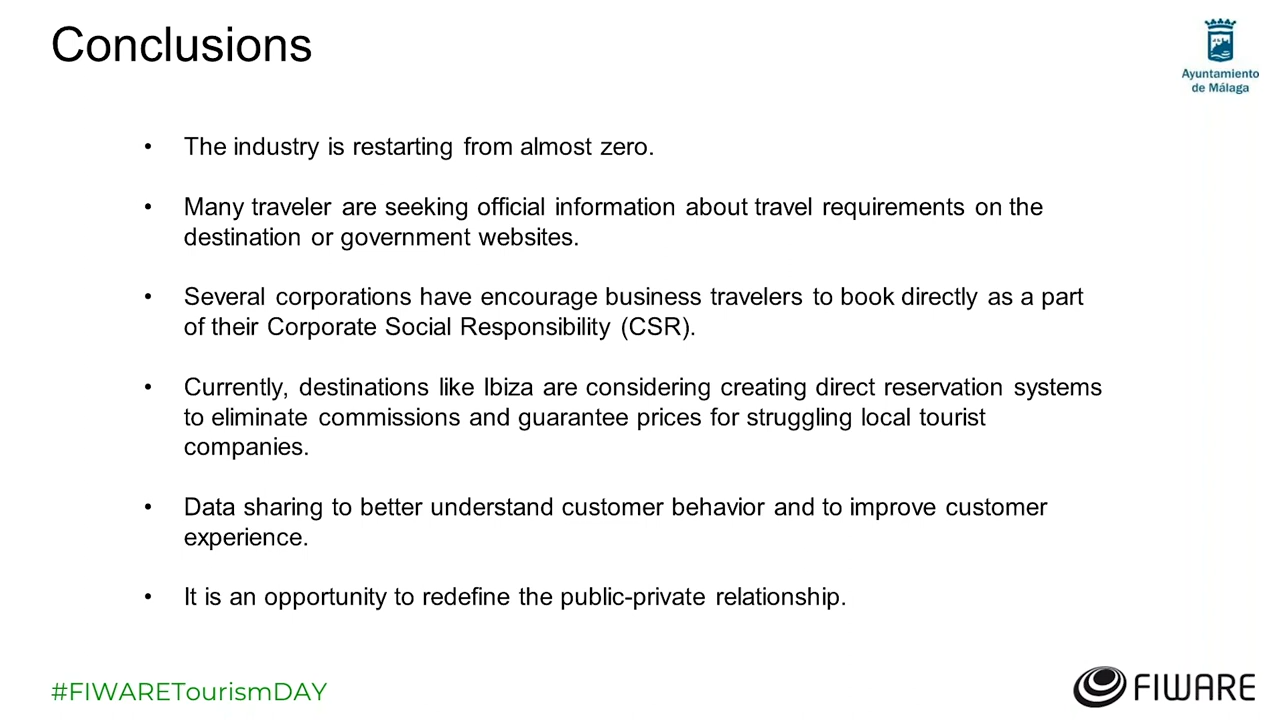 Conclusions
Ayuntamiento
de Málaga
• The industry is restarting from almost zero.
• Many traveler are seeking official information about travel requirements on the
destination or government websites.
• Several corporations have encourage business travelers to book directly as a part
of their Corporate Social Responsibility (CSR).
• Currently, destinations like Ibiza are considering creating direct reservation systems
to eliminate commissions and guarantee prices for struggling local tourist
companies.
• Data sharing to better understand customer behavior and to improve customer
experience.
• It is an opportunity to redefine the public-private relationship.
#FIWARETourismDAY
FIWARE